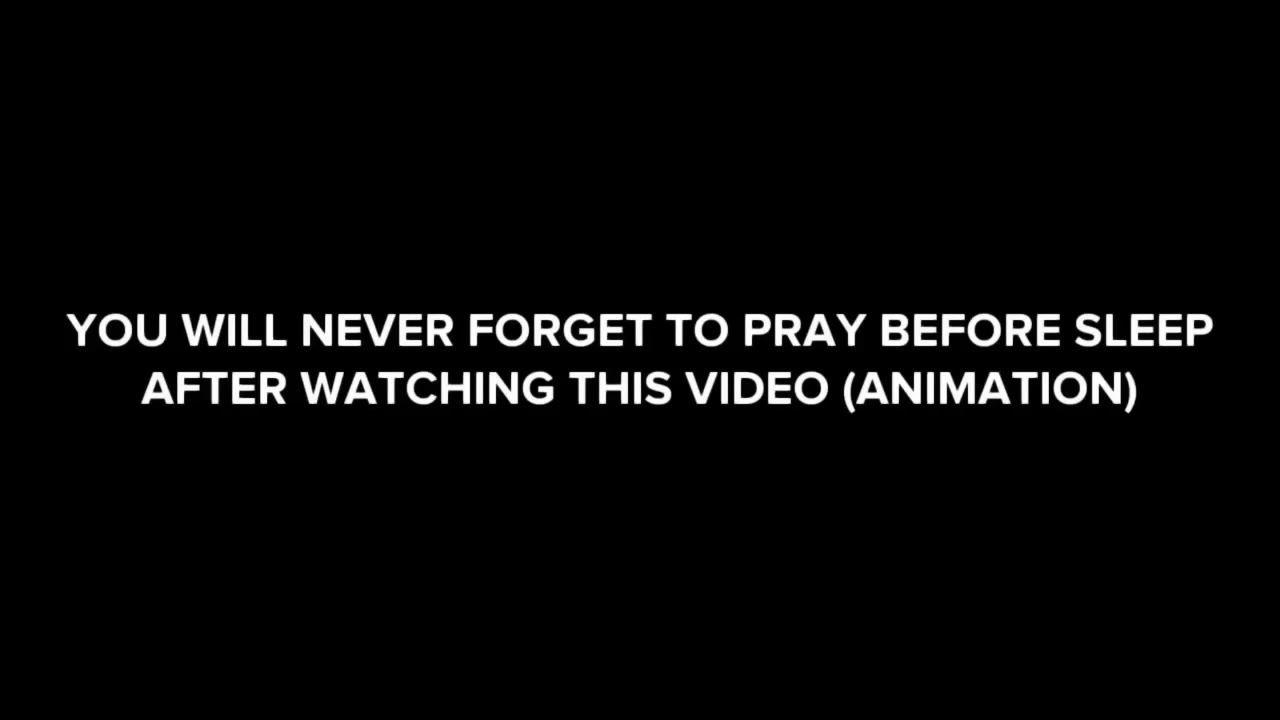 YOU WILL NEVER FORGET TO PRAY BEFORE SLEEP
AFTER WATCHING THIS VIDEO (ANIMATION)